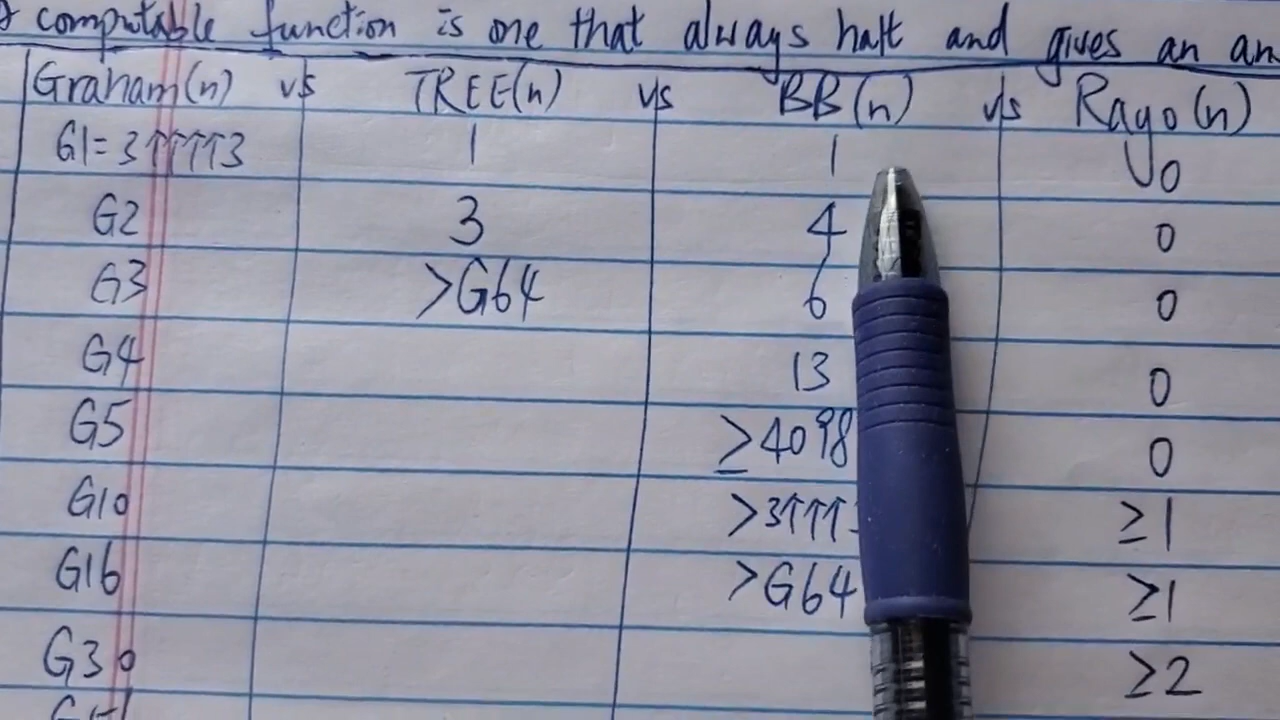 computable function is one that always halt and gives an an
Graham(n) vs TREE(n) vs BB(n) vs Rayo(n)
G1=3↑↑↑↑3 1 1 0
G2 3 4 0
G3 >G64 6 0
G4 13 0
G5 ≥4098 0
G10 >3↑↑↑ ≥1
G16 >G64 ≥1
G30 ≥2